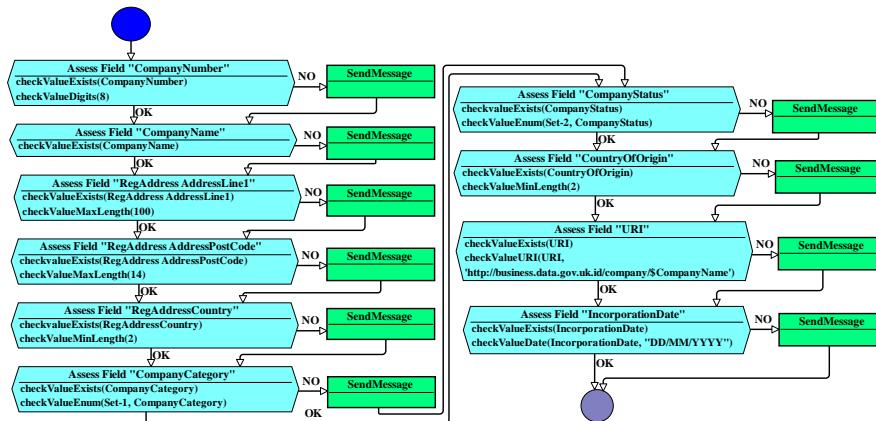 Assess Field "CompanyNumber"
checkValueExists(CompanyNumber)
checkValueDigits(8)
NO
SendMessage
OK
Assess Field "CompanyName"
checkValueExists(CompanyName)
NO
SendMessage
OK
Assess Field "RegAddress AddressLine1"
checkValueExists(RegAddress AddressLine1)
checkValueMaxLength(100)
NO
SendMessage
OK
Assess Field "RegAddress AddressPostCode"
checkvalueExists(RegAddress AddressPostCode)
checkValueMaxLength(14)
NO
SendMessage
OK
Assess Field "RegAddressCountry"
checkvalueExists(RegAddressCountry)
checkValueMinLength(2)
NO
SendMessage
OK
Assess Field "CompanyCategory"
checkValueExists(CompanyCategory)
checkValueEnum(Set-1, CompanyCategory)
NO
SendMessage
OK
Assess Field "CompanyStatus"
checkvalueExists(CompanyStatus)
checkValueEnum(Set-2, CompanyStatus)
NO
SendMessage
OK
Assess Field "CountryOfOrigin"
checkValueExists(CountryOfOrigin)
checkValueMinLength(2)
NO
SendMessage
OK
Assess Field "URI"
checkValueExists(URI)
checkValueURI(URI,
'http://business.data.gov.uk.id/company/$CompanyName')
NO
SendMessage
OK
Assess Field "IncorporationDate"
checkValueExists(IncorporationDate)
checkValueDate(IncorporationDate, "DD/MM/YYYY")
NO
SendMessage
OK